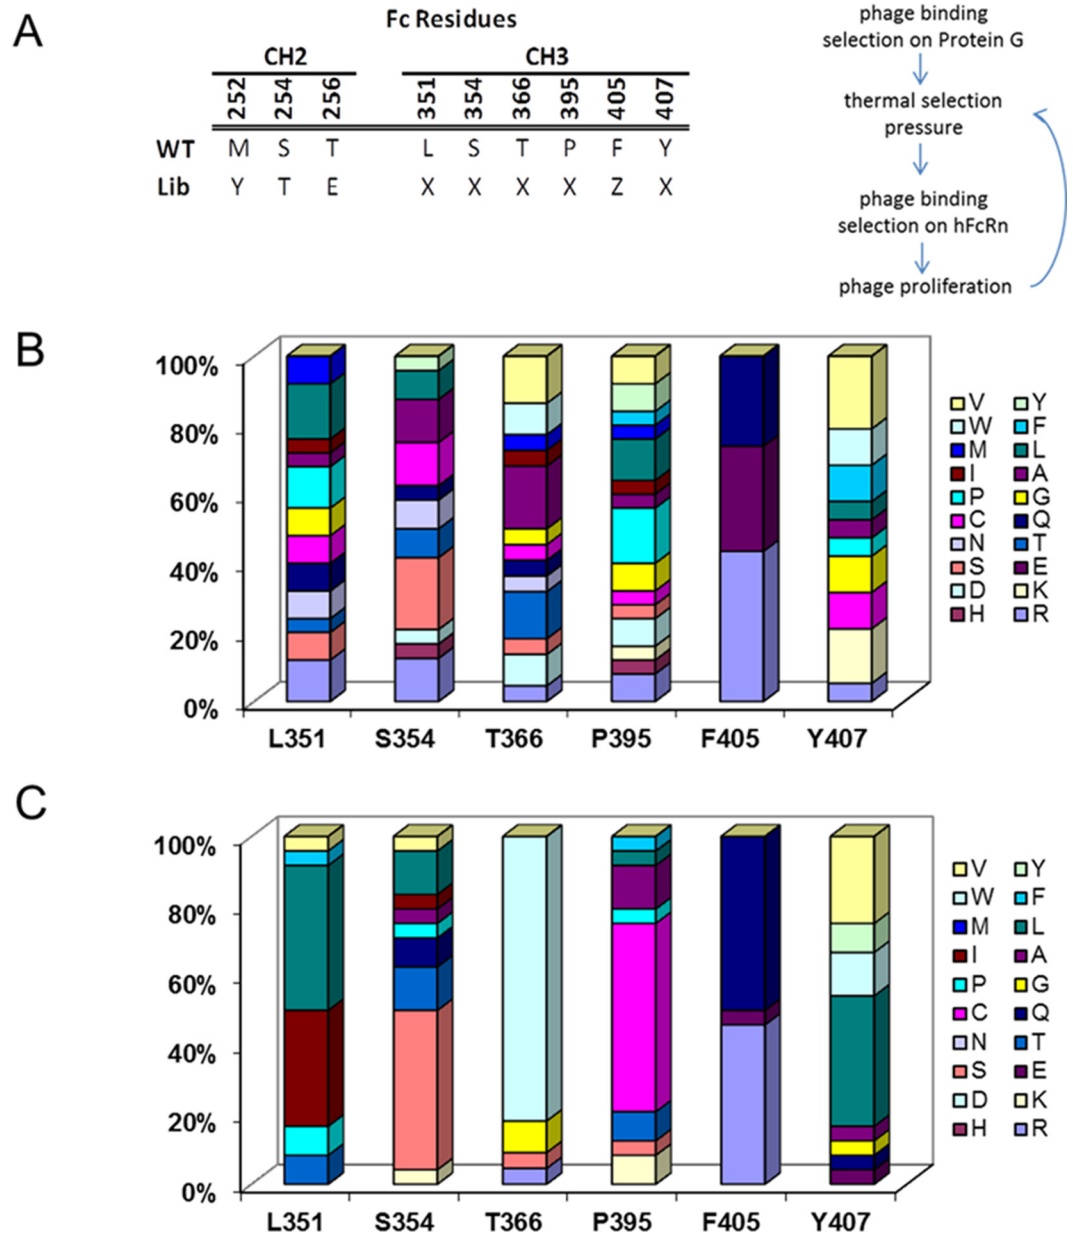 A
Fc Residues
CH2 CH3
252 254 256 351 354 366 395 405 407
WT M S T L S T P F Y
Lib Y T E X X X X Z X
phage binding
selection on Protein G
thermal selection
pressure
phage binding
selection on hFcRn
phage proliferation
B
100%
80%
60%
40%
20%
0%
L351 S354 T366 P395 F405 Y407
V Y
W F
M L
I A
P G
C Q
N T
S E
D K
H R
C
100%
80%
60%
40%
20%
0%
L351 S354 T366 P395 F405 Y407
V Y
W F
M L
I A
P G
C Q
N T
S E
D K
H R